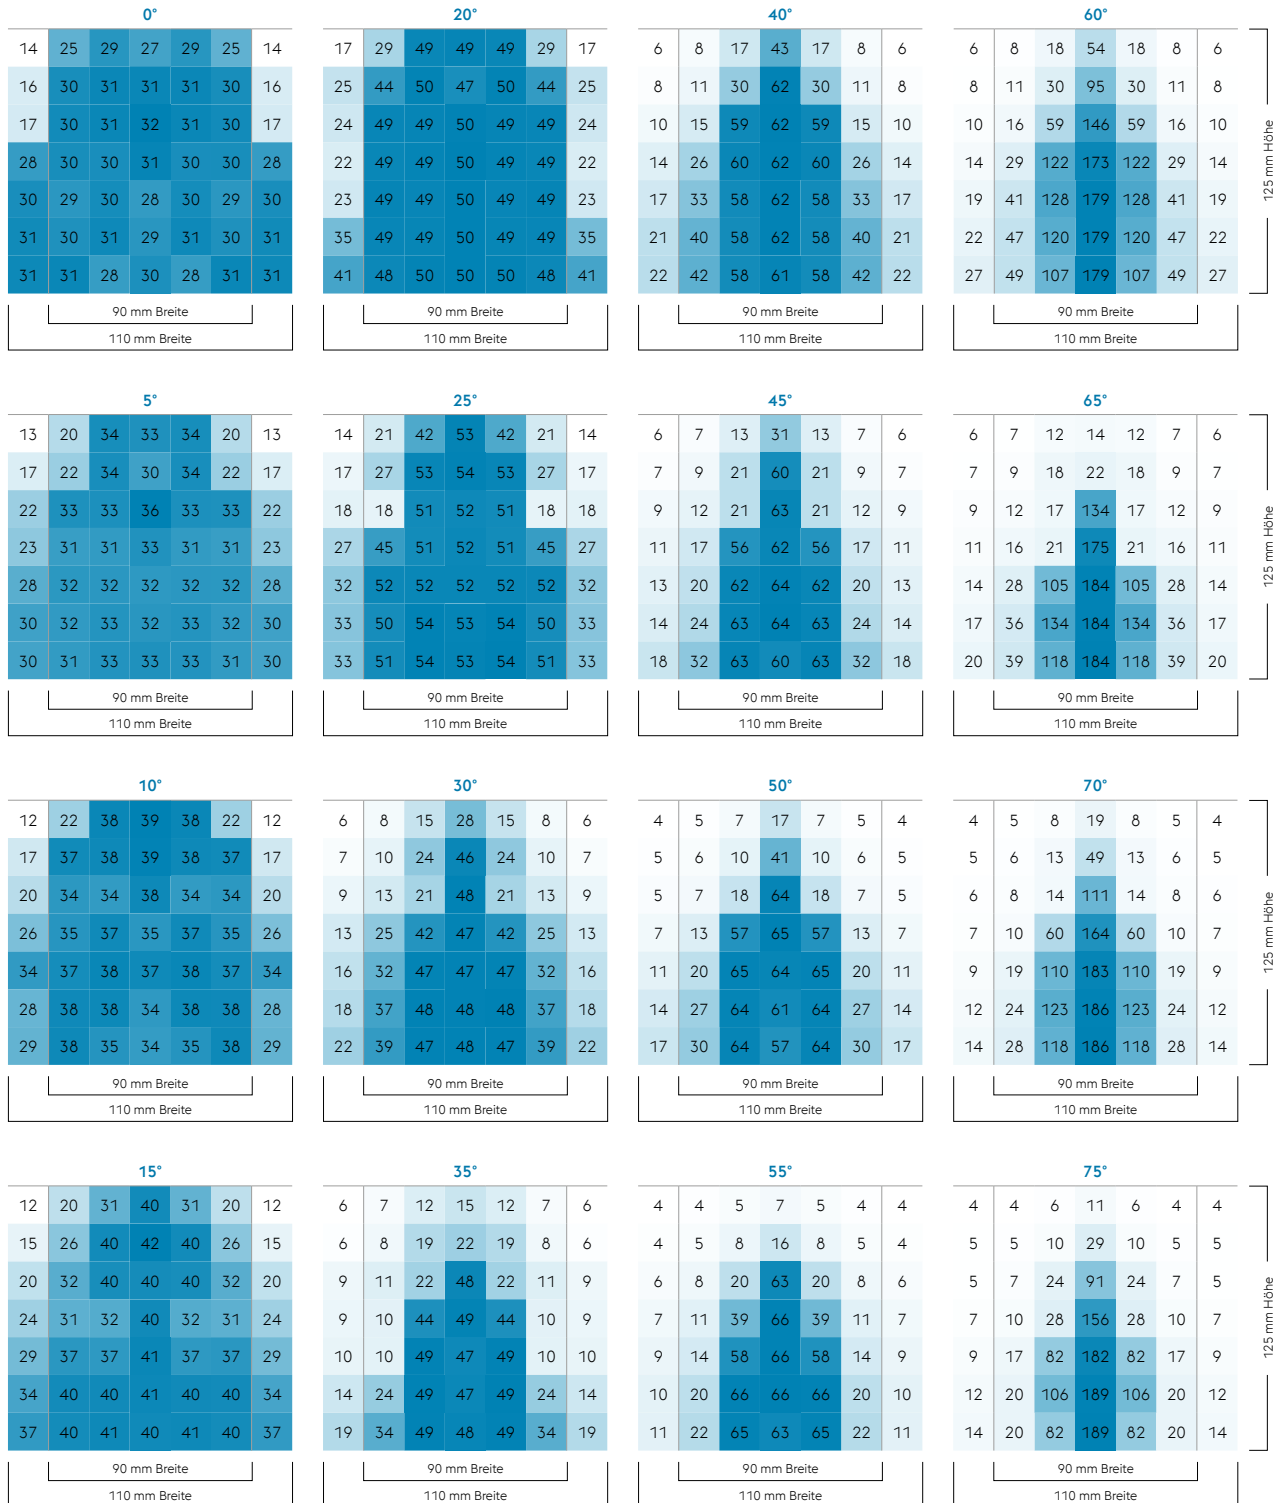 0° 20° 40° 60°
14 25 29 27 29 25 14 17 29 49 49 49 29 17 6 8 17 43 17 8 6 6 8 18 54 18 8 6
16 30 31 31 31 30 16 25 44 50 47 50 44 25 8 11 30 62 30 11 8 8 11 30 95 30 11 8
17 30 31 32 31 30 17 24 49 49 50 49 49 24 10 15 59 62 59 15 10 10 16 59 146 59 16 10
28 30 30 31 30 30 28 22 49 49 50 49 49 22 14 26 60 62 60 26 14 14 29 122 173 122 29 14
30 29 30 28 30 29 30 23 49 49 50 49 49 23 17 33 58 62 58 33 17 19 41 128 179 128 41 19
31 30 31 29 31 30 31 35 49 49 50 49 49 35 21 40 58 62 58 40 21 22 47 120 179 120 47 22
31 31 28 30 28 31 31 41 48 50 50 50 48 41 22 42 58 61 58 42 22 27 49 107 179 107 49 27
125 mm Höhe
90 mm Breite 90 mm Breite 90 mm Breite 90 mm Breite
110 mm Breite 110 mm Breite 110 mm Breite 110 mm Breite
5° 25° 45° 65°
13 20 34 33 34 20 13 14 21 42 53 42 21 14 6 7 13 31 13 7 6 6 7 12 14 12 7 6
17 22 34 30 34 22 17 17 27 53 54 53 27 17 7 9 21 60 21 9 7 7 9 18 22 18 9 7
22 33 33 36 33 33 22 18 18 51 52 51 18 18 9 12 21 63 21 12 9 9 12 17 134 17 12 9
23 31 31 33 31 31 23 27 45 51 52 51 45 27 11 17 56 62 56 17 11 11 16 21 175 21 16 11
28 32 32 32 32 32 28 32 52 52 52 52 52 32 13 20 62 64 62 20 13 14 28 105 184 105 28 14
30 32 33 32 33 32 30 33 50 54 53 54 50 33 14 24 63 64 63 24 14 17 36 134 184 134 36 17
30 31 33 33 33 31 30 33 51 54 53 54 51 33 18 32 63 60 63 32 18 20 39 118 184 118 39 20
125 mm Höhe
90 mm Breite 90 mm Breite 90 mm Breite 90 mm Breite
110 mm Breite 110 mm Breite 110 mm Breite 110 mm Breite
10° 30° 50° 70°
12 22 38 39 38 22 12 6 8 15 28 15 8 6 4 5 7 17 7 5 4 4 5 8 19 8 5 4
17 37 38 39 38 37 17 7 10 24 46 24 10 7 5 6 10 41 10 6 5 5 6 13 49 13 6 5
20 34 34 38 34 34 20 9 13 21 48 21 13 9 5 7 18 64 18 7 5 6 8 14 111 14 8 6
26 35 37 35 37 35 26 13 25 42 47 42 25 13 7 13 57 65 57 13 7 7 10 60 164 60 10 7
34 37 38 37 38 37 34 16 32 47 47 47 32 16 11 20 65 64 65 20 11 9 19 110 183 110 19 9
28 38 38 34 38 38 28 18 37 48 48 48 37 18 14 27 64 61 64 27 14 12 24 123 186 123 24 12
29 38 35 34 35 38 29 22 39 47 48 47 39 22 17 30 64 57 64 30 17 14 28 118 186 118 28 14
125 mm Höhe
90 mm Breite 90 mm Breite 90 mm Breite 90 mm Breite
110 mm Breite 110 mm Breite 110 mm Breite 110 mm Breite
15° 35° 55° 75°
12 20 31 40 31 20 12 6 7 12 15 12 7 6 4 4 5 7 5 4 4 4 4 6 11 6 4 4
15 26 40 42 40 26 15 6 8 19 22 19 8 6 4 5 8 16 8 5 4 5 5 10 29 10 5 5
20 32 40 40 40 32 20 9 11 22 48 22 11 9 6 8 20 63 20 8 6 5 7 24 91 24 7 5
24 31 32 40 32 31 24 9 10 44 49 44 10 9 7 11 39 66 39 11 7 7 10 28 156 28 10 7
29 37 37 41 37 37 29 10 10 49 47 49 10 10 9 14 58 66 58 14 9 9 17 82 182 82 17 9
34 40 40 41 40 40 34 14 24 49 47 49 24 14 10 20 66 66 66 20 10 12 20 106 189 106 20 12
37 40 41 40 41 40 37 19 34 49 48 49 34 19 11 22 65 63 65 22 11 14 20 82 189 82 20 14
125 mm Höhe
90 mm Breite 90 mm Breite 90 mm Breite 90 mm Breite
110 mm Breite 110 mm Breite 110 mm Breite 110 mm Breite